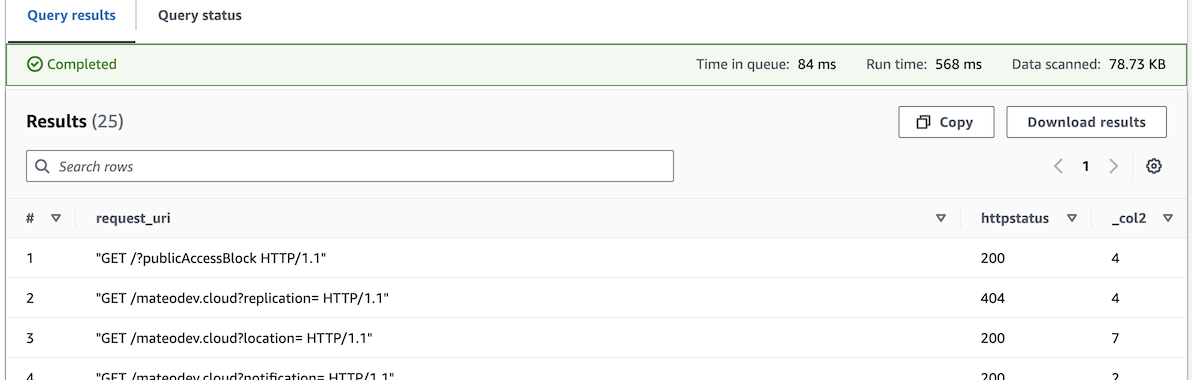 Query results Query status
Completed Time in queue: 84 ms Run time: 568 ms Data scanned: 78.73 KB
Results (25) Copy Download results
Search rows 1
# request_uri httpstatus _col2
1 "GET /?publicAccessBlock HTTP/1.1" 200 4
2 "GET /mateodev.cloud?replication= HTTP/1.1" 404 4
3 "GET /mateodev.cloud?location= HTTP/1.1" 200 7
4 "GET /mateodev.cloud?notification= HTTP/1.1" 200 2